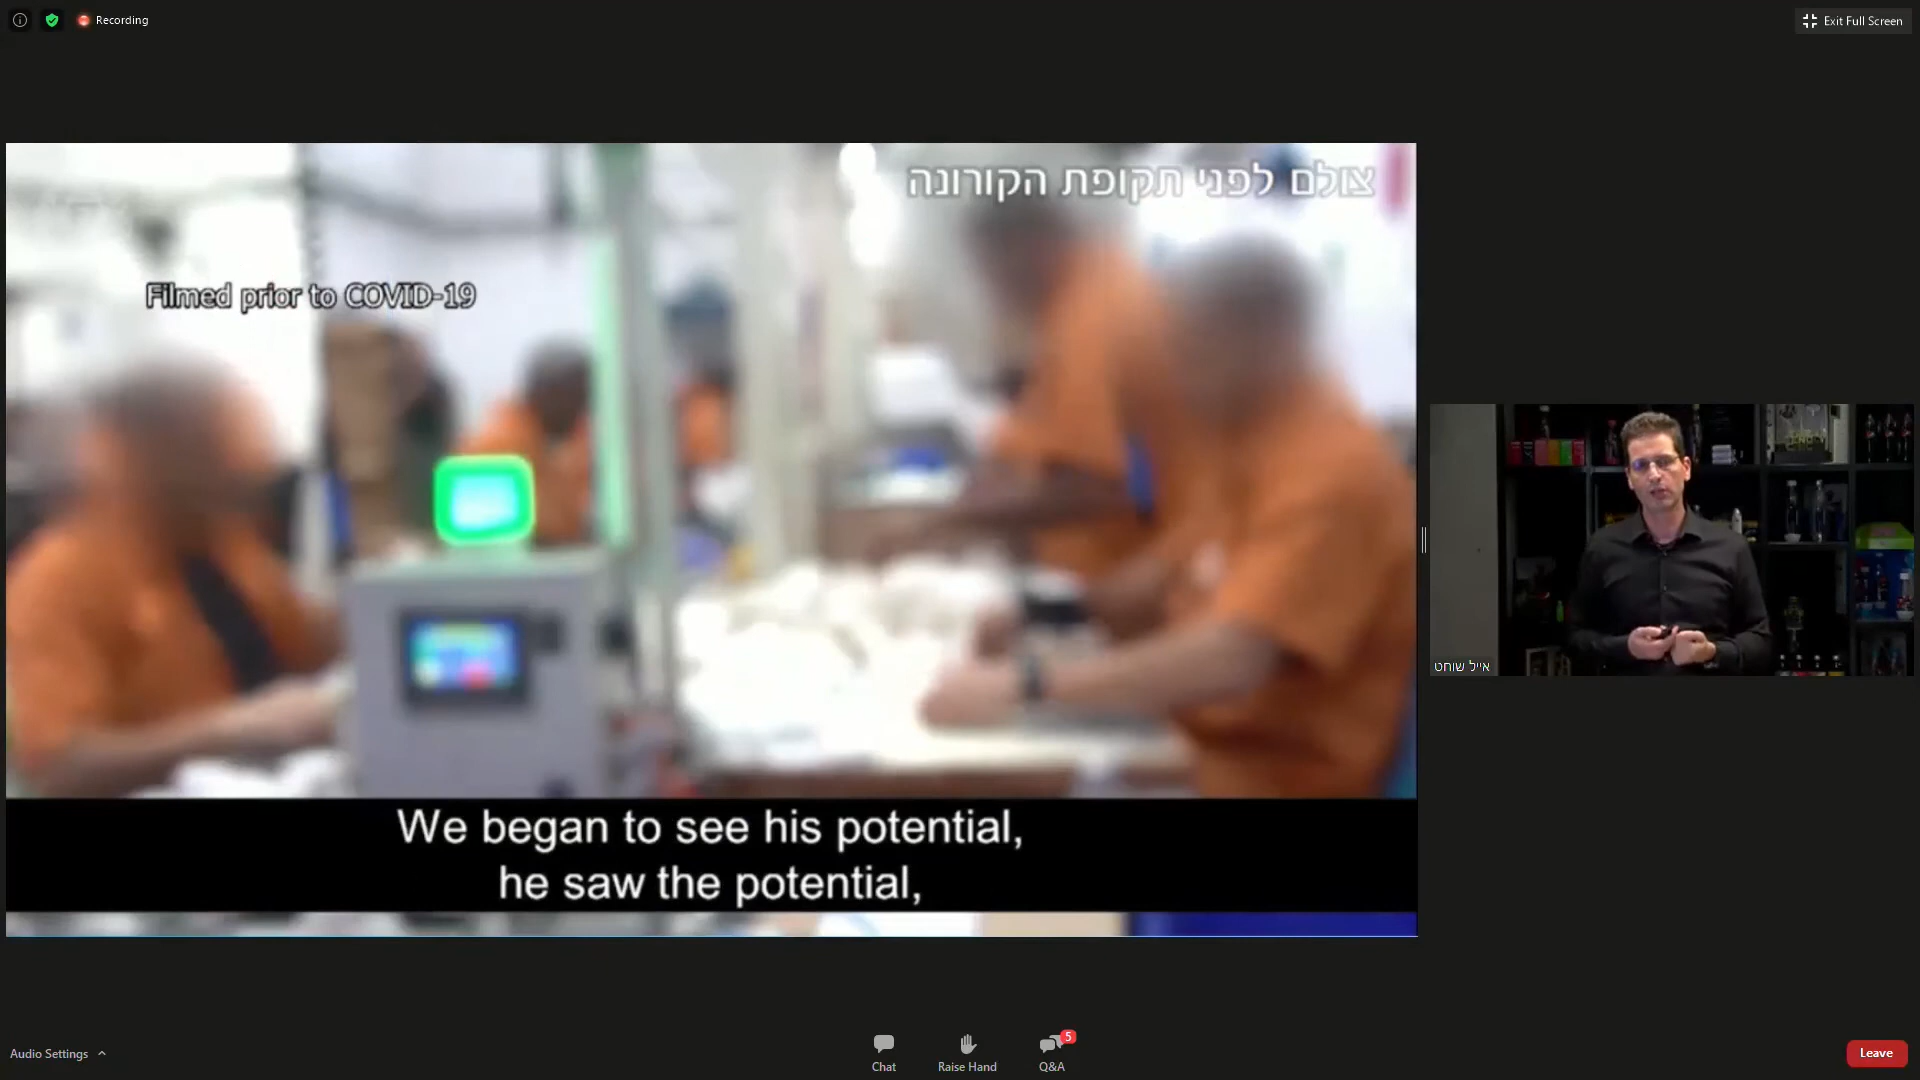 Recording
Exit Full Screen
צולם לפני תקופת הקורונה
Filmed prior to COVID-19
אייל שוחט
We began to see his potential,
he saw the potential,
Audio Settings
Chat
Raise Hand
5
Q&A
Leave